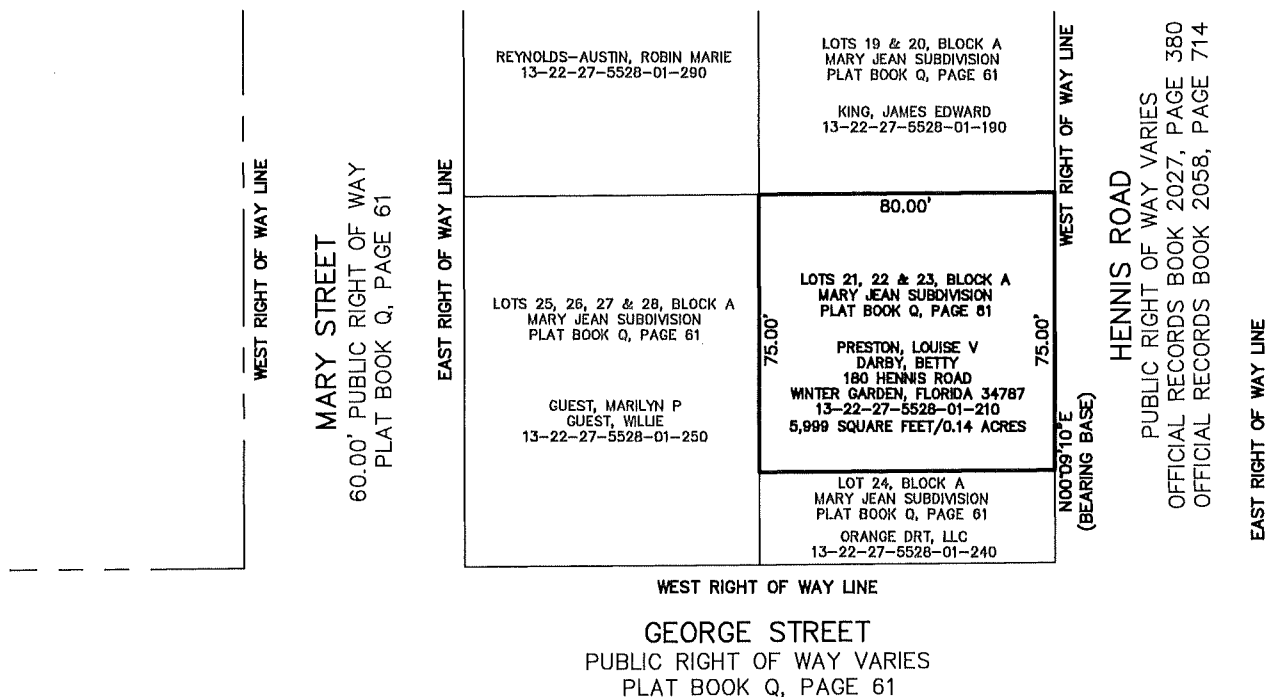 REYNOLDS-AUSTIN, ROBIN MARIE
13-22-27-5528-01-290
LOTS 19 & 20, BLOCK A
MARY JEAN SUBDIVISION
PLAT BOOK Q, PAGE 61
KING, JAMES EDWARD
13-22-27-5528-01-190
WEST RIGHT OF WAY LINE
MARY STREET
60.00' PUBLIC RIGHT OF WAY
PLAT BOOK Q, PAGE 61
EAST RIGHT OF WAY LINE
LOTS 25, 26, 27 & 28, BLOCK A
MARY JEAN SUBDIVISION
PLAT BOOK Q, PAGE 61
GUEST, MARILYN P
GUEST, WILLIE
13-22-27-5528-01-250
80.00'
75.00'
LOTS 21, 22 & 23, BLOCK A
MARY JEAN SUBDIVISION
PLAT BOOK Q, PAGE 61
PRESTON, LOUISE V
DARBY, BETTY
180 HENNIS ROAD
WINTER GARDEN, FLORIDA 34787
13-22-27-5528-01-210
5,999 SQUARE FEET/0.14 ACRES
75.00'
LOT 24, BLOCK A
MARY JEAN SUBDIVISION
PLAT BOOK Q, PAGE 61
ORANGE DRT, LLC
13-22-27-5528-01-240
WEST RIGHT OF WAY LINE
N00°09'10"E
(BEARING BASE)
HENNIS ROAD
PUBLIC RIGHT OF WAY VARIES
OFFICIAL RECORDS BOOK 2027, PAGE 380
OFFICIAL RECORDS BOOK 2058, PAGE 714
EAST RIGHT OF WAY LINE
WEST RIGHT OF WAY LINE
GEORGE STREET
PUBLIC RIGHT OF WAY VARIES
PLAT BOOK Q, PAGE 61